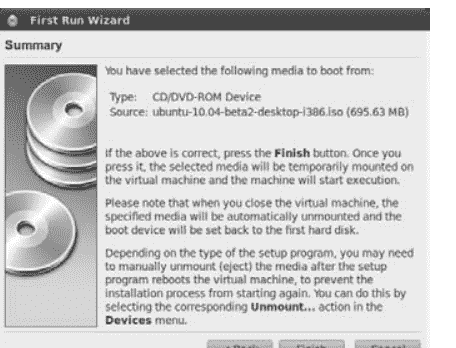 First Run Wizard
Summary
You have selected the following media to boot from:
Type: CD/DVD-ROM Device
Source: ubuntu-10.04-beta2-desktop-i386.iso (695.63 MB)
If the above is correct, press the Finish button. Once you
press it, the selected media will be temporarily mounted on
the virtual machine and the machine will start execution.
Please note that when you close the virtual machine, the
specified media will be automatically unmounted and the
boot device will be set back to the first hard disk.
Depending on the type of the setup program, you may need
to manually unmount (eject) the media after the setup
program reboots the virtual machine, to prevent the
installation process from starting again. You can do this by
selecting the corresponding Unmount... action in the
Devices menu.
< Back Finish Cancel